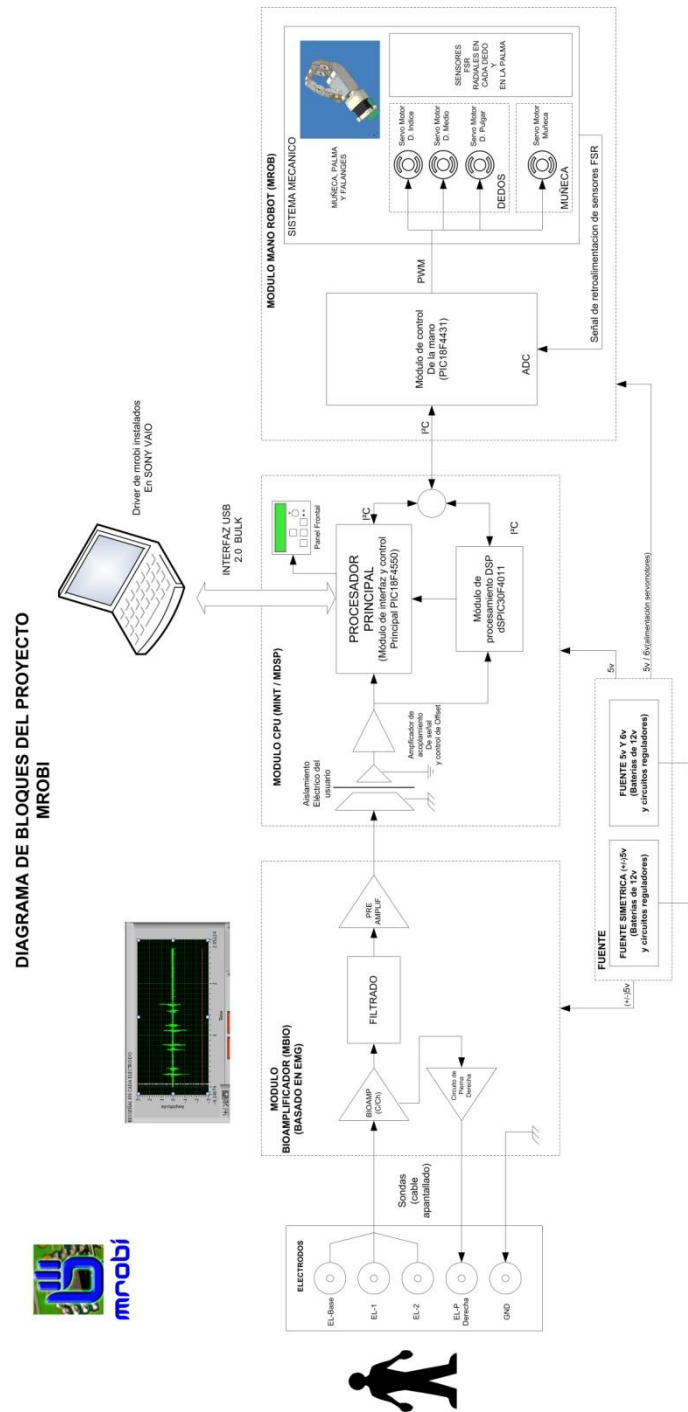 DIAGRAMA DE BLOQUES DEL PROYECTO
MROBI
mrobí
Amplitude
Time
Driver de mrobi instalados
En SONY VAIO
INTERFAZ USB
2.0 BULK
ELECTRODOS
EL-Base
EL-1
EL-2
EL-P
Derecha
GND
Sondas
(cable
apantallado)
MODULO
BIOAMPLIFICADOR (MBIO)
(BASADO EN EMG)
BIOAMP
(C/Ch)
FILTRADO
PRE
AMPLIF.
Circuito de
Pierna
Derecha
MODULO CPU (MINT / MDSP)
Aislamiento
Eléctrico del
usuario
Ampficador de
acoplamiento
De señal
y control de Offset
PROCESADOR
PRINCIPAL
(Módulo de interfaz y control
Principal PIC18F4550)
Panel Frontal
Módulo de
procesamiento DSP
dSPIC30F4011
I²C
I²C
I²C
MODULO MANO ROBOT (MROB)
Módulo de control
De la mano
(PIC18F4431)
ADC
PWM
SISTEMA MECANICO
MUÑECA, PALMA
Y FALANGES
Servo Motor
D. Indice
Servo Motor
D. Medio
Servo Motor
D. Pulgar
DEDOS
Servo Motor
Muñeca
MUÑECA
SENSORES
FSR
RADIALES EN
CADA DEDO
Y
EN LA PALMA
Señal de retroalimentacion de sensores FSR
FUENTE
FUENTE SIMETRICA (+/-)5v
(Baterías de 12v
y circuitos reguladores)
FUENTE 5v Y 6v
(Baterías de 12v
y circuitos reguladores)
(+/-)5v
5v
5v / 6v(alimentación servomotores)